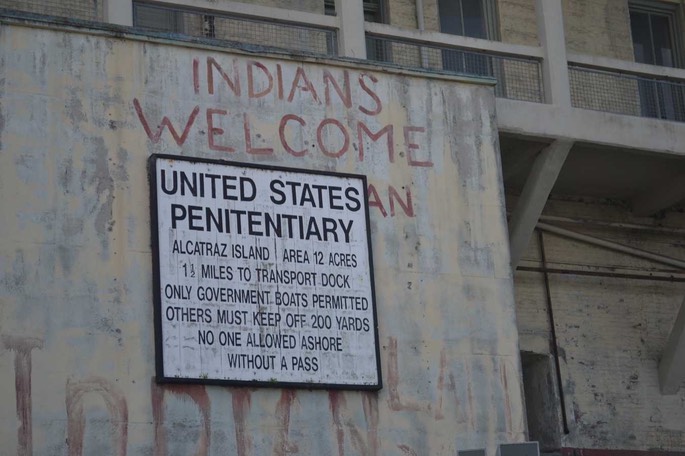 INDIANS
WELCOME
UNITED STATES
PENITENTIARY
ALCATRAZ ISLAND AREA 12 ACRES
1½ MILES TO TRANSPORT DOCK
ONLY GOVERNMENT BOATS PERMITTED
OTHERS MUST KEEP OFF 200 YARDS
NO ONE ALLOWED ASHORE
WITHOUT A PASS